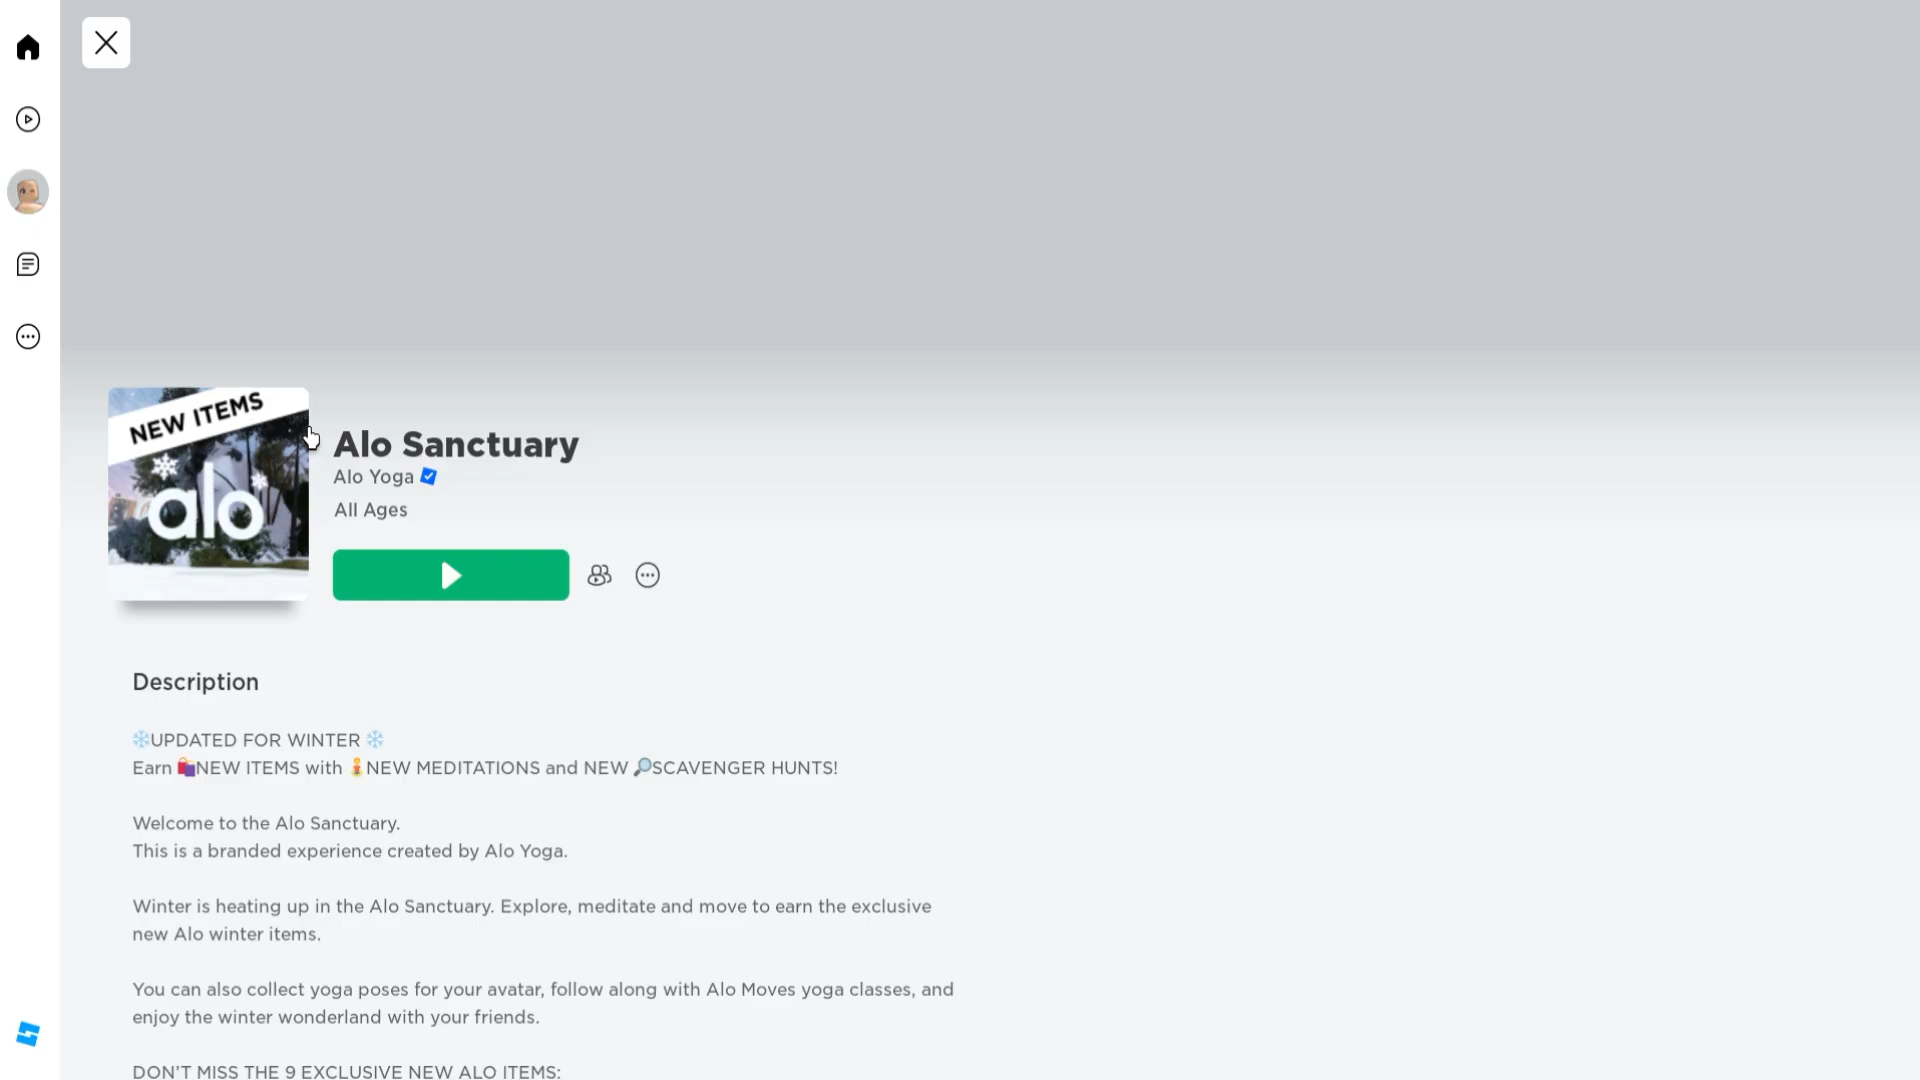 NEW ITEMS
alo
Alo Sanctuary
Alo Yoga
All Ages
Description
❄️UPDATED FOR WINTER ❄️
Earn 🛍️NEW ITEMS with 🧘NEW MEDITATIONS and NEW 🔎SCAVENGER HUNTS!
Welcome to the Alo Sanctuary.
This is a branded experience created by Alo Yoga.
Winter is heating up in the Alo Sanctuary. Explore, meditate and move to earn the exclusive
new Alo winter items.
You can also collect yoga poses for your avatar, follow along with Alo Moves yoga classes, and
enjoy the winter wonderland with your friends.
DON'T MISS THE 9 EXCLUSIVE NEW ALO ITEMS: